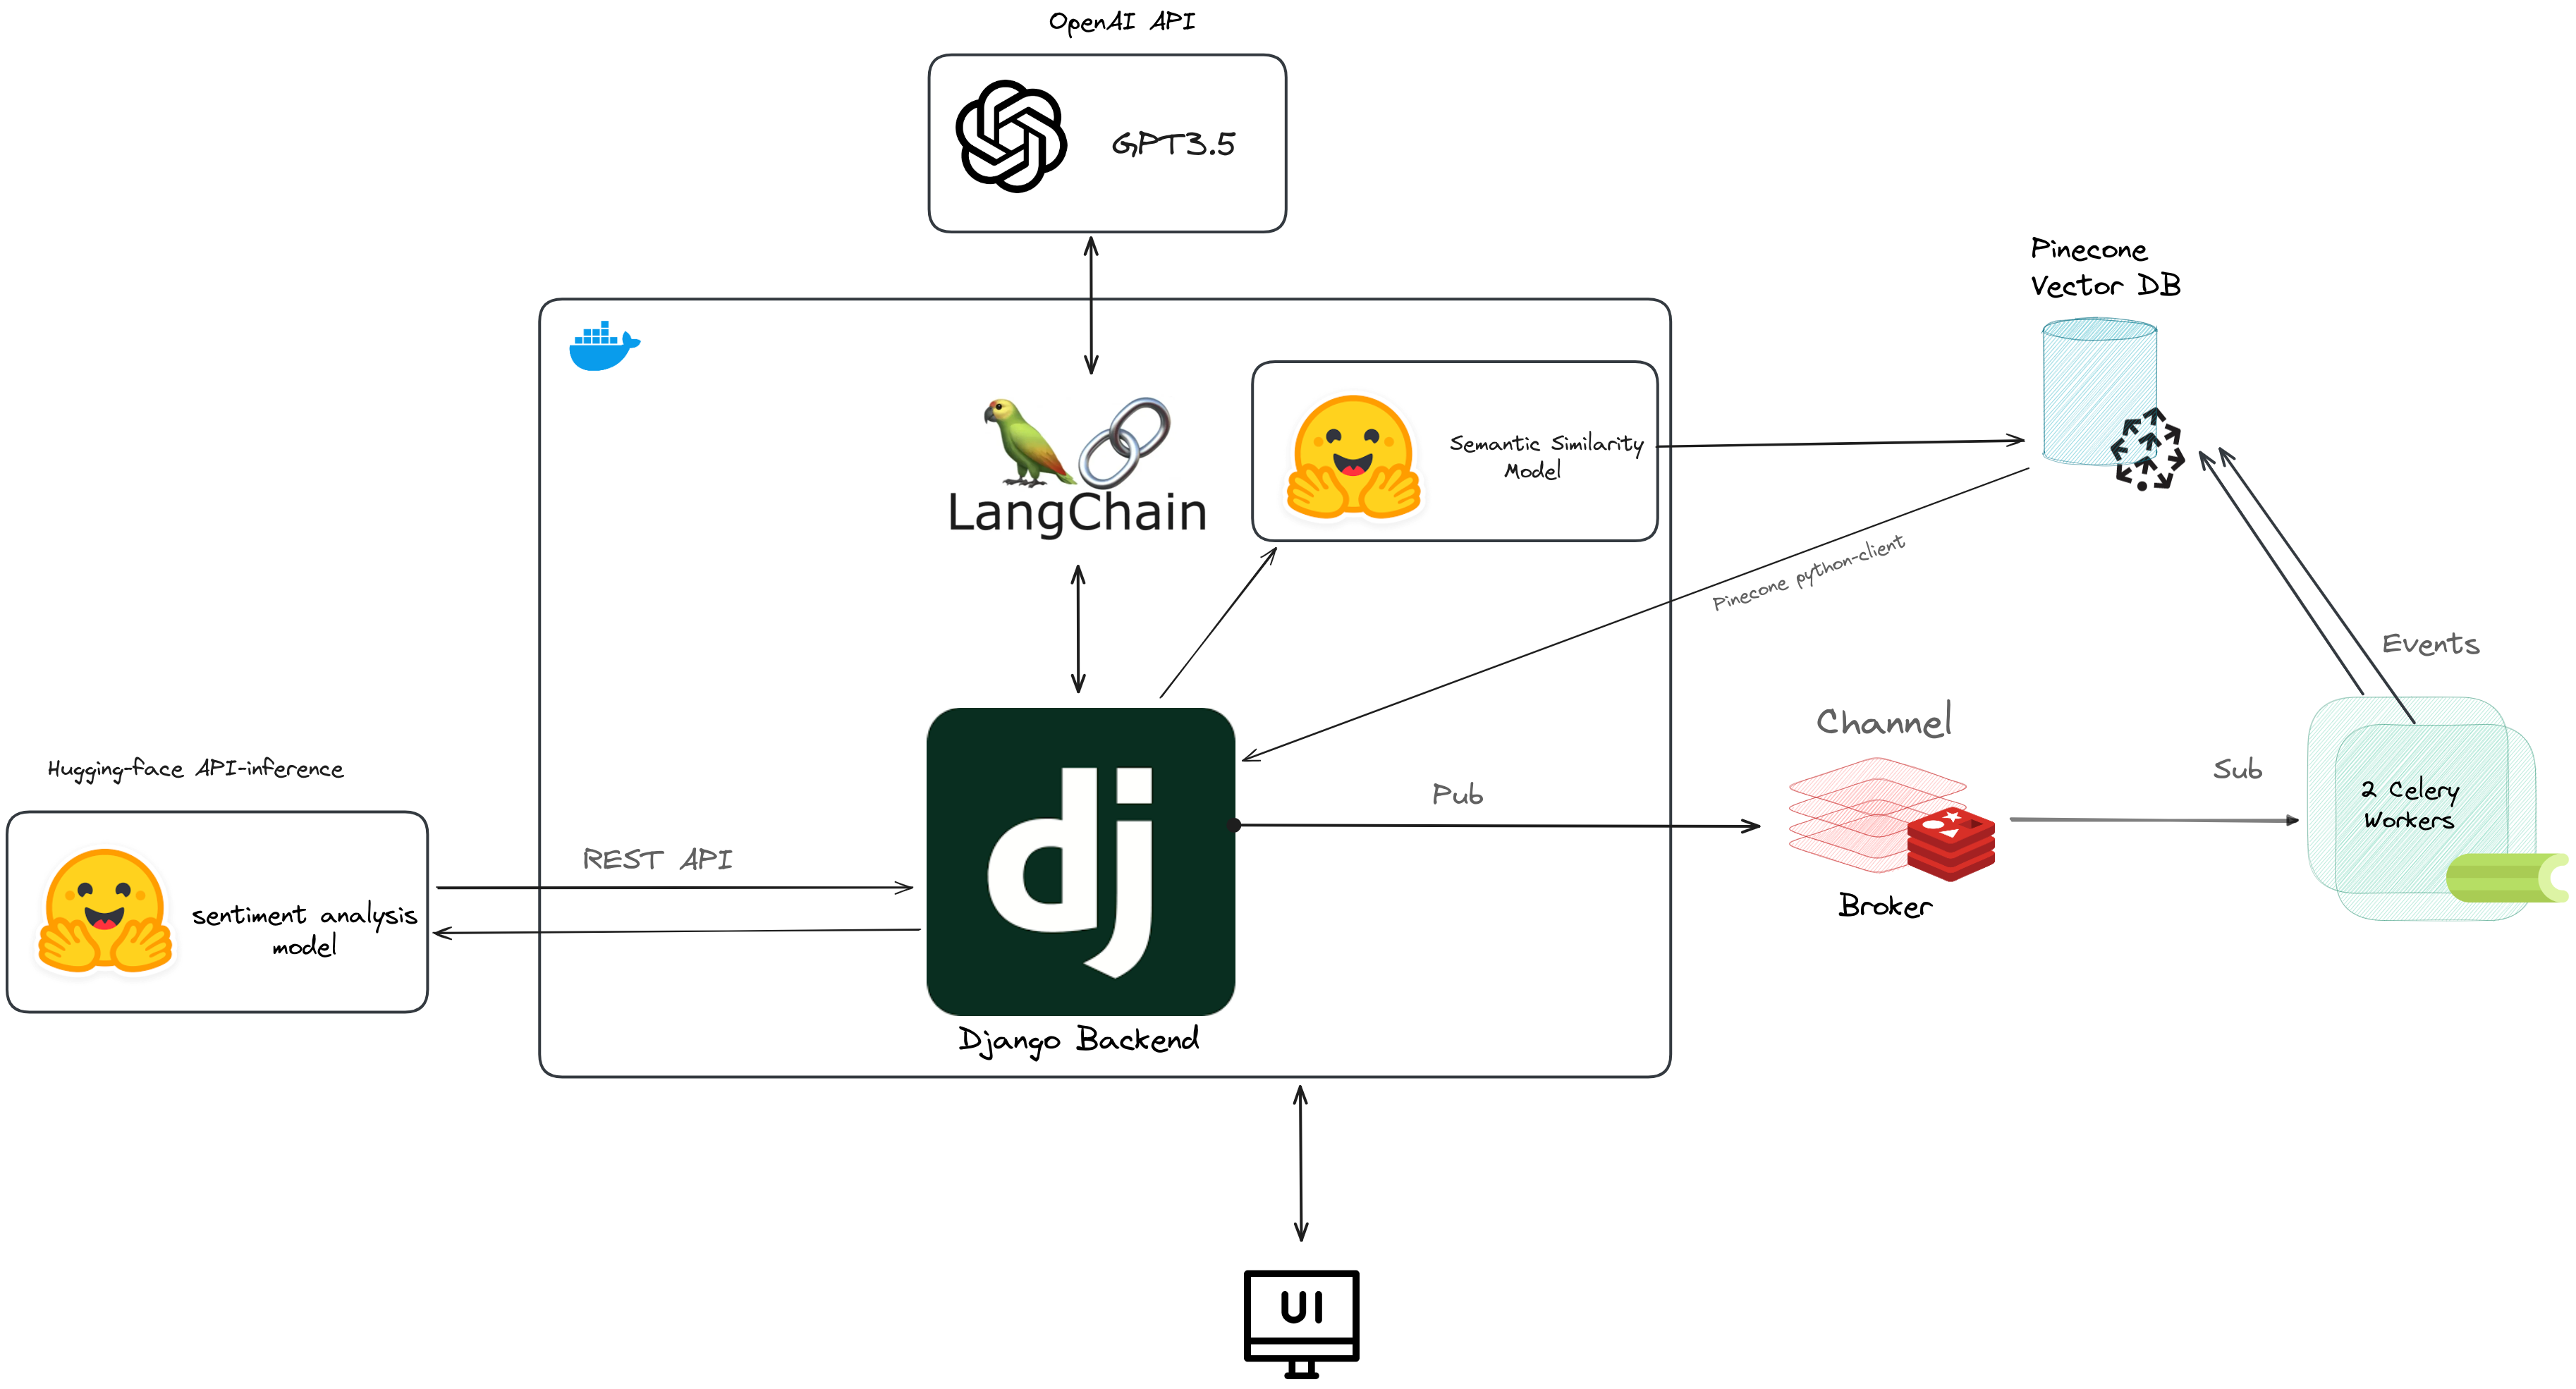 OpenAI API
GPT3.5
Pinecone
Vector DB
Semantic Similarity
Model
LangChain
Pinecone python-client
Events
Channel
Hugging-face API-inference
Sub
Pub
2 Celery
Workers
REST API
dj
Broker
sentiment analysis
model
Django Backend
UI